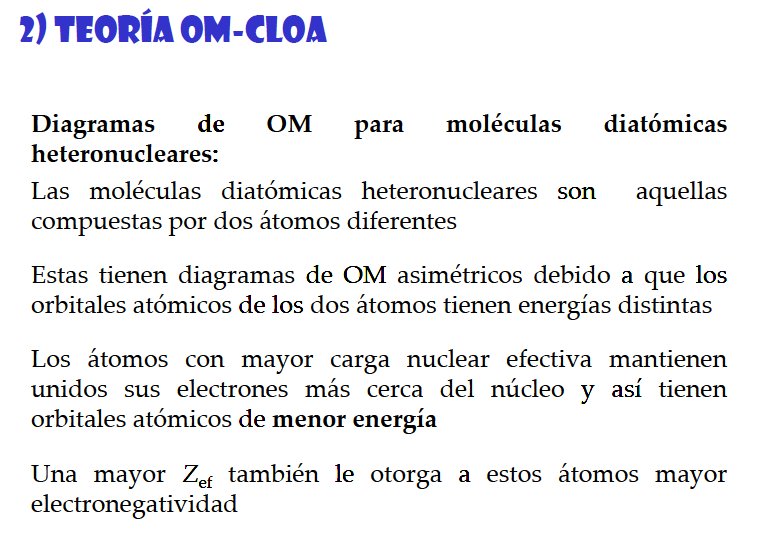 2) TEORÍA OM-CLOA
Diagramas de OM para moléculas diatómicas
heteronucleares:
Las moléculas diatómicas heteronucleares son aquellas
compuestas por dos átomos diferentes
Estas tienen diagramas de OM asimétricos debido a que los
orbitales atómicos de los dos átomos tienen energías distintas
Los átomos con mayor carga nuclear efectiva mantienen
unidos sus electrones más cerca del núcleo y así tienen
orbitales atómicos de menor energía
Una mayor Zef también le otorga a estos átomos mayor
electronegatividad